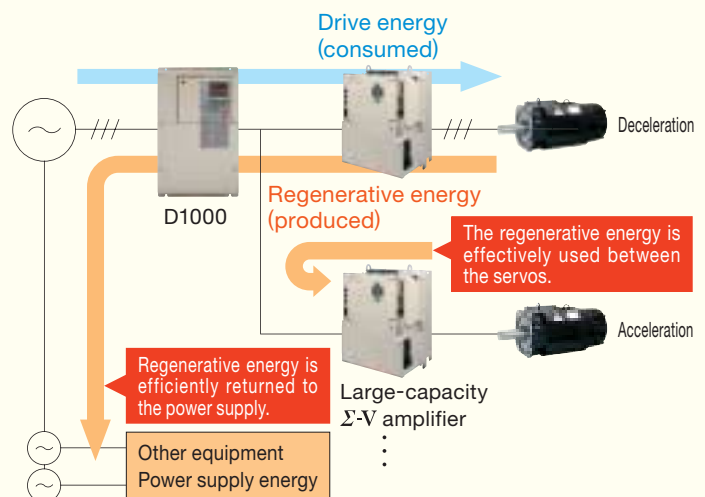 Drive energy
(consumed)
Deceleration
D1000
Regenerative energy
(produced)
The regenerative energy is
effectively used between
the servos.
Acceleration
Regenerative energy is
efficiently returned to
the power supply.
Large-capacity
Σ-V amplifier
Other equipment
Power supply energy